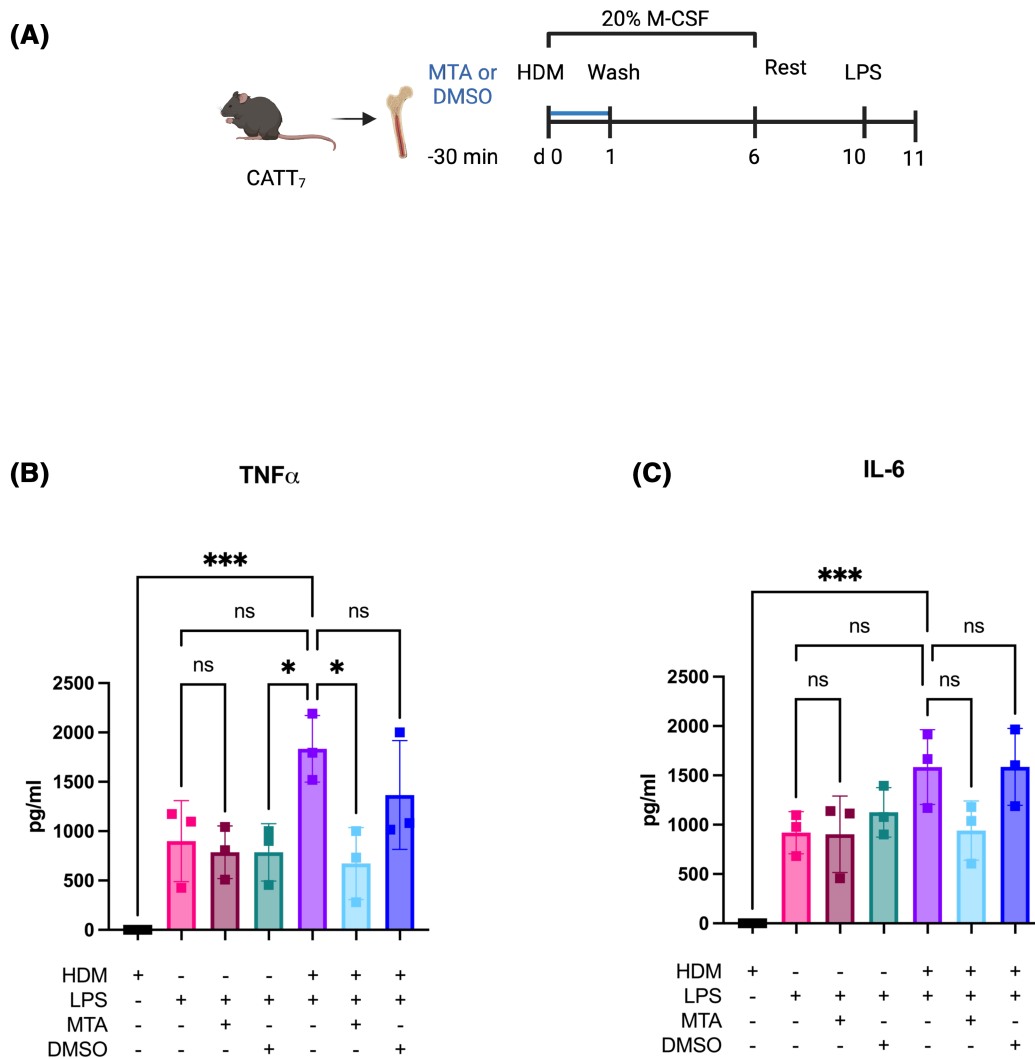 (A)
20% M-CSF
MTA or
DMSO
HDM Wash Rest LPS
-30 min d 0 1 6 10 11
CATT₇
(B) TNFα
***
ns ns
ns * *
2500
2000
1500
1000
500
0
pg/ml
HDM + - - - + + +
LPS - + + + + + +
MTA - - + - - + -
DMSO - - - + - - +
(C) IL-6
***
ns ns
ns ns
2500
2000
1500
1000
500
0
pg/ml
HDM + - - - + + +
LPS - + + + + + +
MTA - - + - - + -
DMSO - - - + - - +